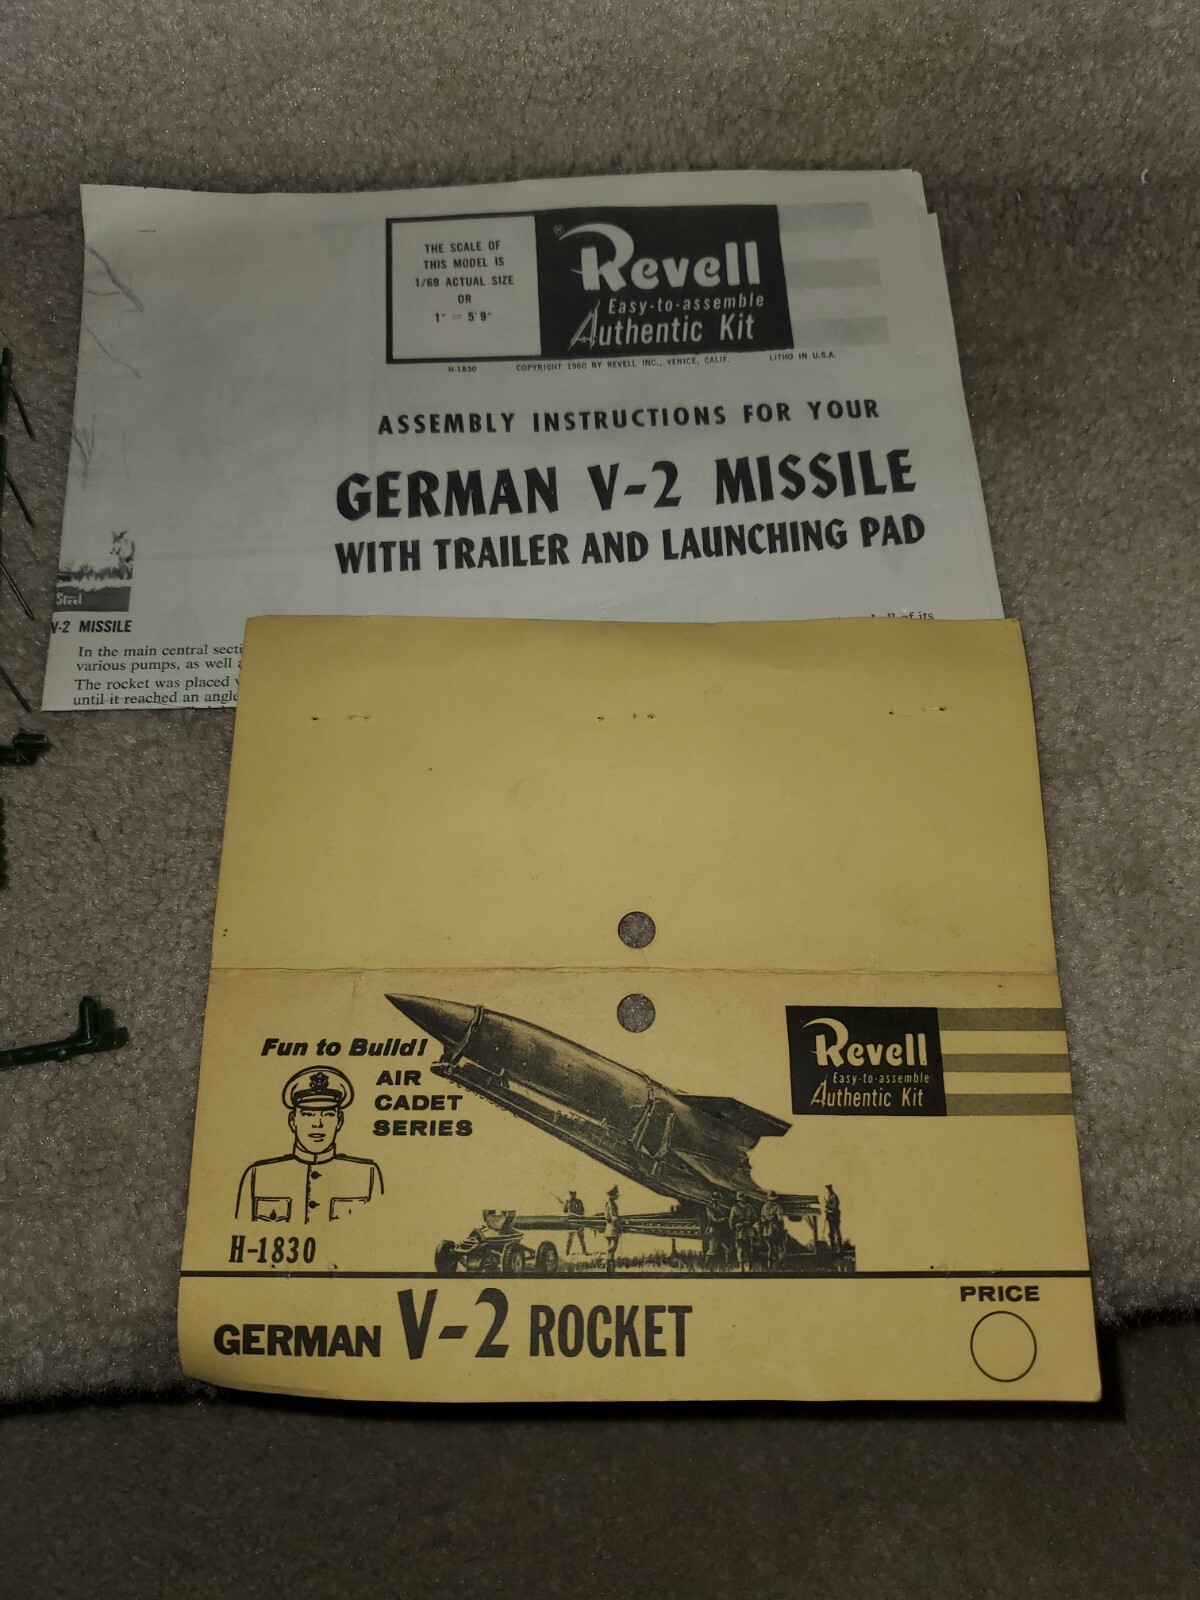 THE SCALE OF
THIS MODEL IS
1/69 ACTUAL SIZE
OR
1" = 5' 9"
®
Revell
Easy-to-assemble
Authentic Kit
H-1830 COPYRIGHT 1960 BY REVELL INC., VENICE, CALIF. LITHO IN U.S.A.
ASSEMBLY INSTRUCTIONS FOR YOUR
GERMAN V-2 MISSILE
WITH TRAILER AND LAUNCHING PAD
Steel
V-2 MISSILE
of its
In the main central secti
various pumps, as well
The rocket was placed
until it reached an angle
Fun to Build!
AIR
CADET
SERIES
Revell
Easy-to-assemble
Authentic Kit
H-1830
GERMAN V-2 ROCKET
PRICE